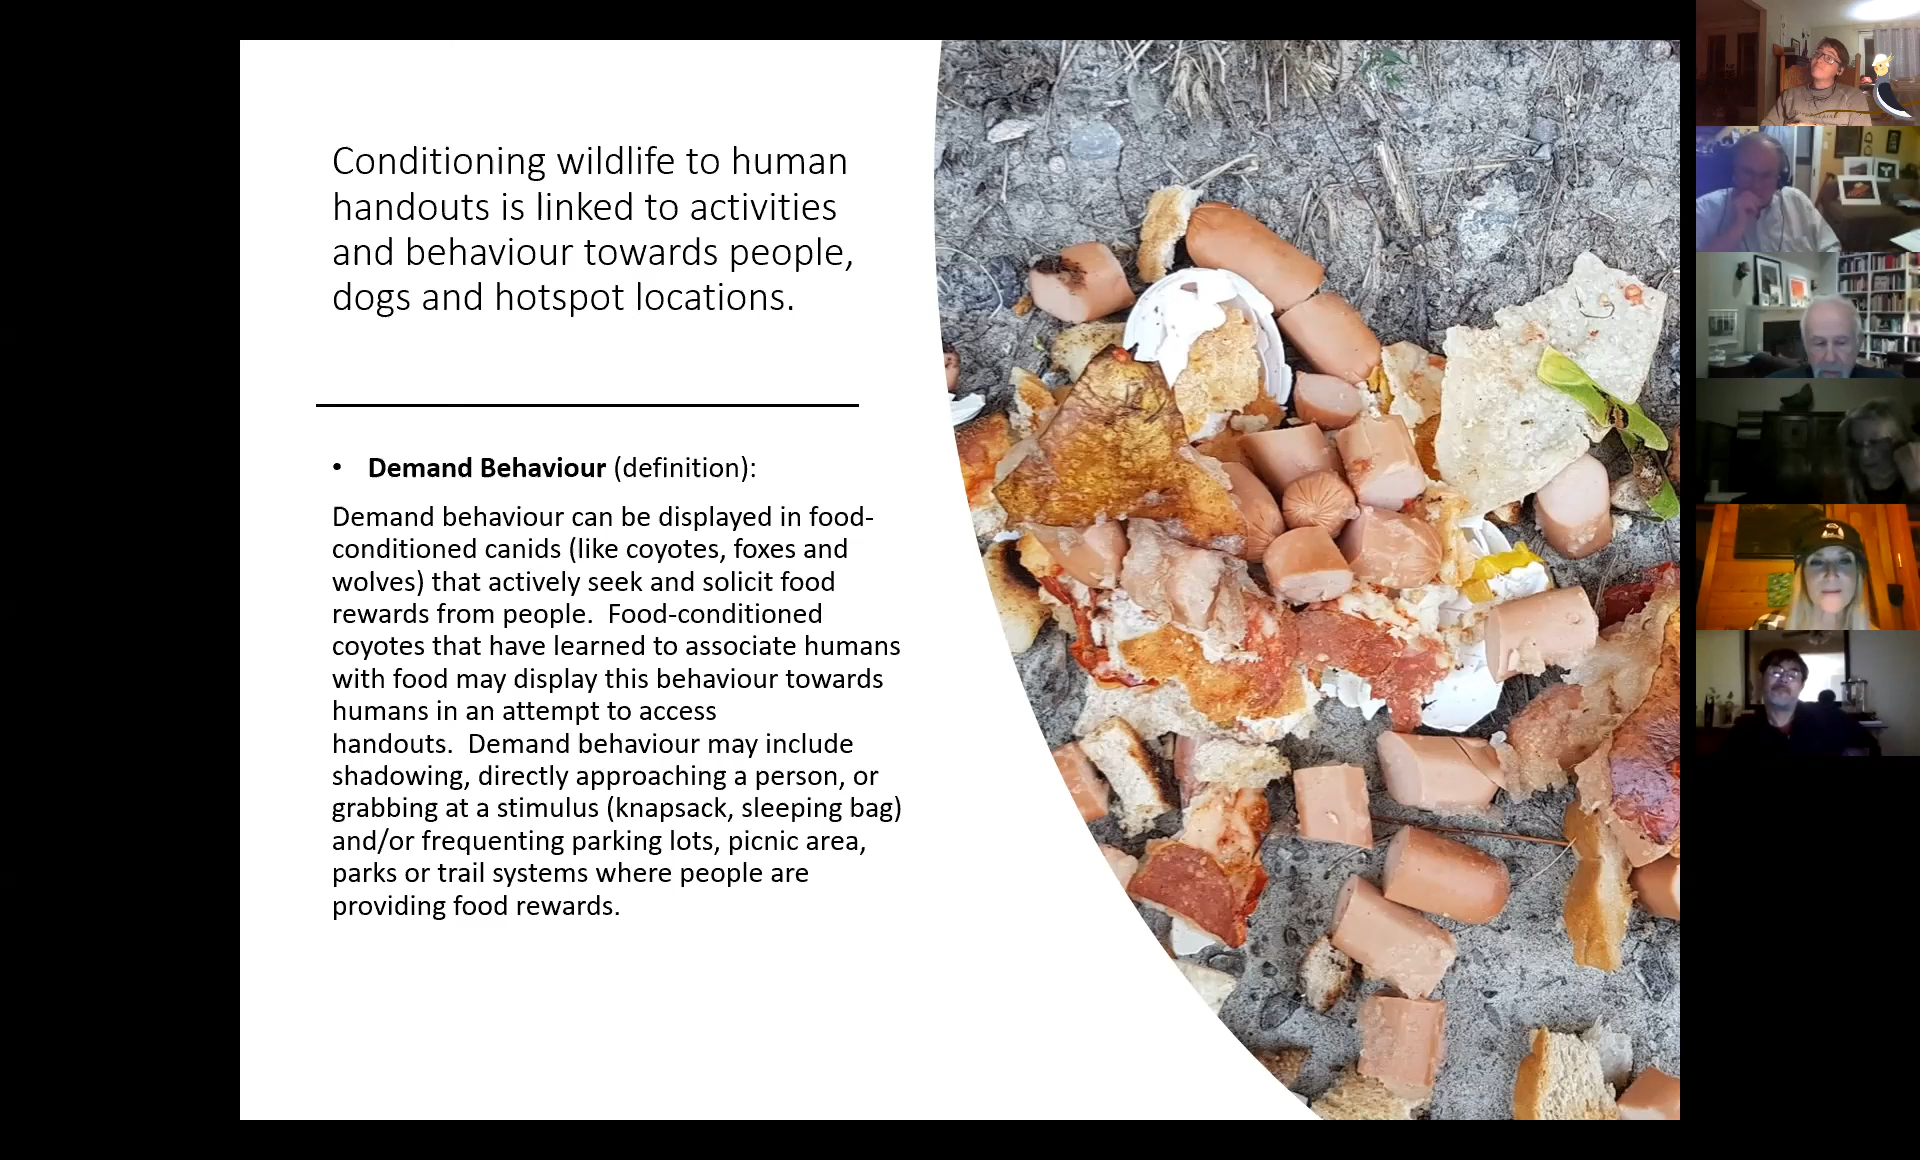 Conditioning wildlife to human
handouts is linked to activities
and behaviour towards people,
dogs and hotspot locations.
• Demand Behaviour (definition):
Demand behaviour can be displayed in food-
conditioned canids (like coyotes, foxes and
wolves) that actively seek and solicit food
rewards from people.  Food-conditioned
coyotes that have learned to associate humans
with food may display this behaviour towards
humans in an attempt to access
handouts.  Demand behaviour may include
shadowing, directly approaching a person, or
grabbing at a stimulus (knapsack, sleeping bag)
and/or frequenting parking lots, picnic area,
parks or trail systems where people are
providing food rewards.